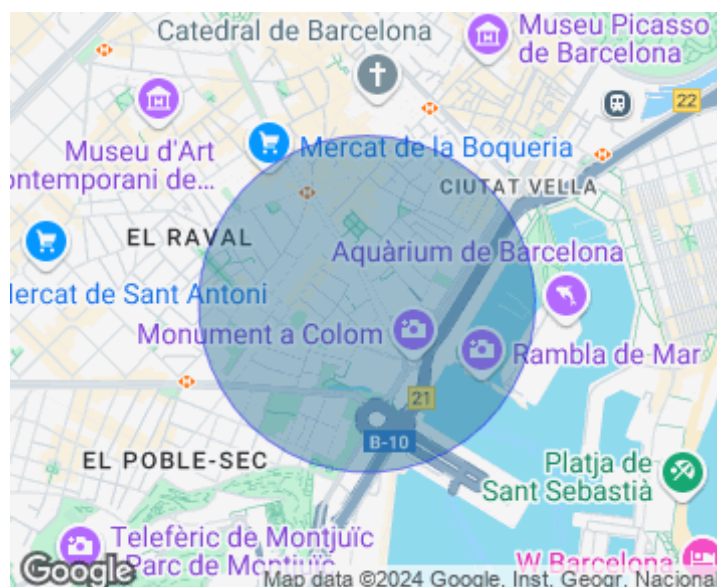 Catedral de Barcelona
Museu Picasso
de Barcelona
22
Museu d'Art
ontemporani de...
Mercat de la Boqueria
CIUTAT VELLA
EL RAVAL
Aquàrium de Barcelona
lercat de Sant Antoni
Monument a Colom
Rambla de Mar
21
B-10
EL POBLE-SEC
Platja de
Sant Sebastià
Telefèric de Montjuïc
Parc de Montjuïc
W Barcelona
Google
Map data ©2024 Google, Inst. Geogr. Naciona